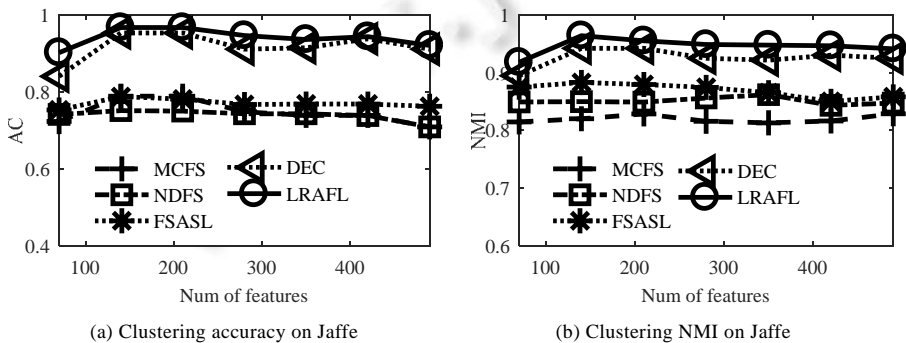 1
0.8
0.6
0.4
AC
MCFS
NDFS
FSASL
DEC
LRAFL
100 200 300 400
Num of features
(a) Clustering accuracy on Jaffe
1
0.9
0.8
0.7
0.6
NMI
MCFS
NDFS
FSASL
DEC
LRAFL
100 200 300 400
Num of features
(b) Clustering NMI on Jaffe